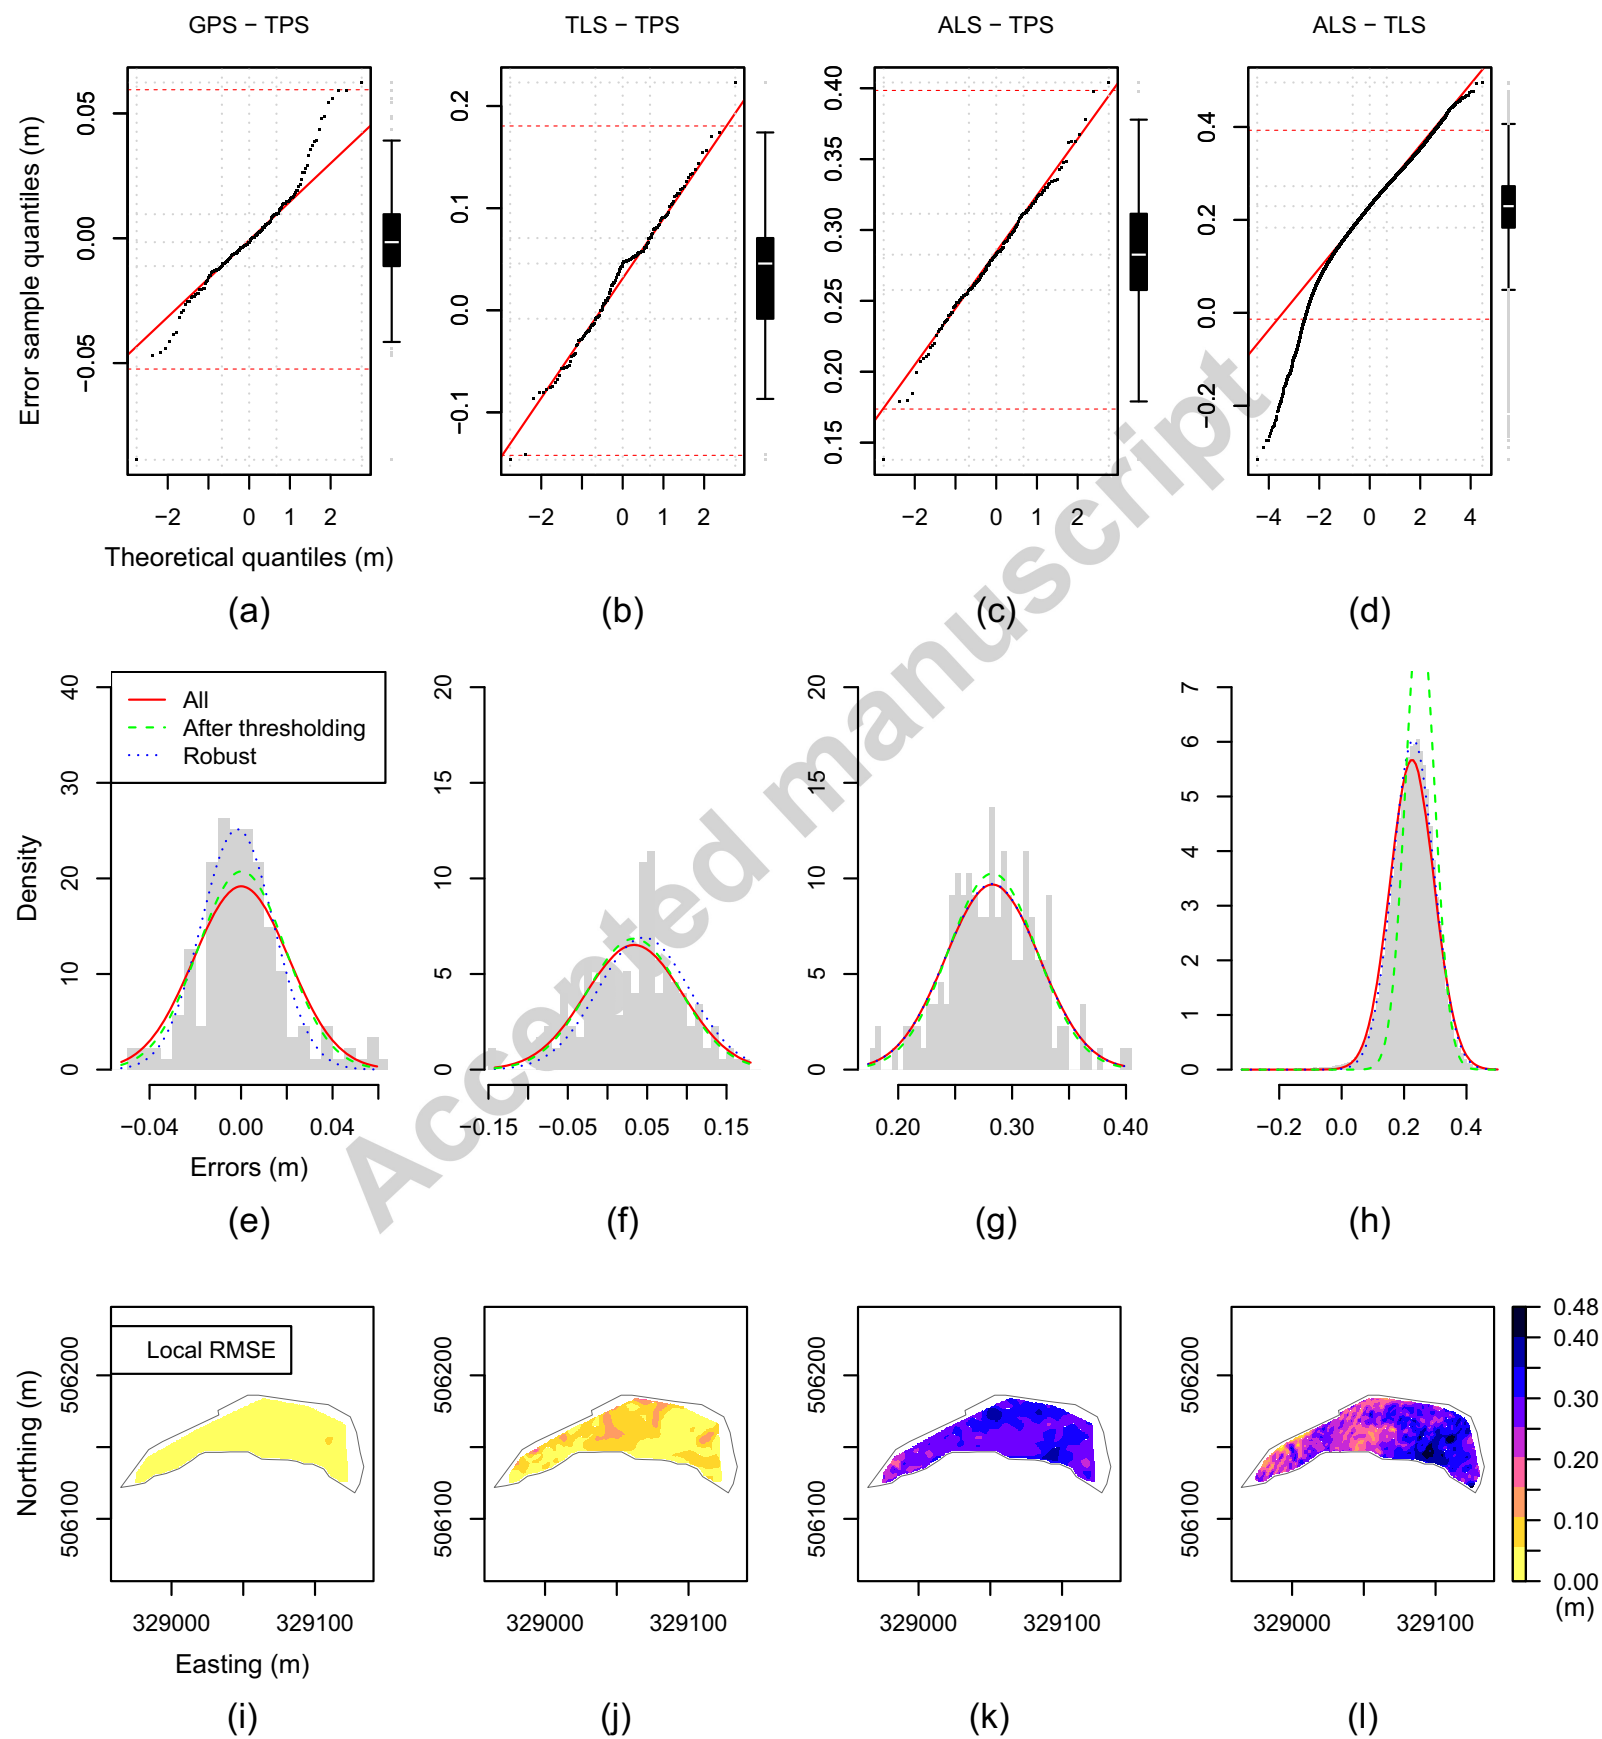 GPS − TPS
TLS − TPS
ALS − TPS
ALS − TLS
Error sample quantiles (m)
0.05
0.00
−0.05
0.2
0.1
0.0
−0.1
0.40
0.35
0.30
0.25
0.20
0.15
0.4
0.2
0.0
−0.2
−2 0 1 2
−2 0 1 2
−2 0 1 2
−4 −2 0 2 4
Theoretical quantiles (m)
(a)
(b)
(c)
(d)
Accepted manuscript
All
After thresholding
Robust
Density
40
30
20
10
0
20
15
10
5
0
20
15
10
5
0
7
6
5
4
3
2
1
0
−0.04 0.00 0.04
−0.15 −0.05 0.05 0.15
0.20 0.30 0.40
−0.2 0.0 0.2 0.4
Errors (m)
(e)
(f)
(g)
(h)
Local RMSE
Northing (m)
506200
506100
506200
506100
506200
506100
506200
506100
0.48
0.40
0.30
0.20
0.10
0.00
(m)
329000 329100
329000 329100
329000 329100
329000 329100
Easting (m)
(i)
(j)
(k)
(l)